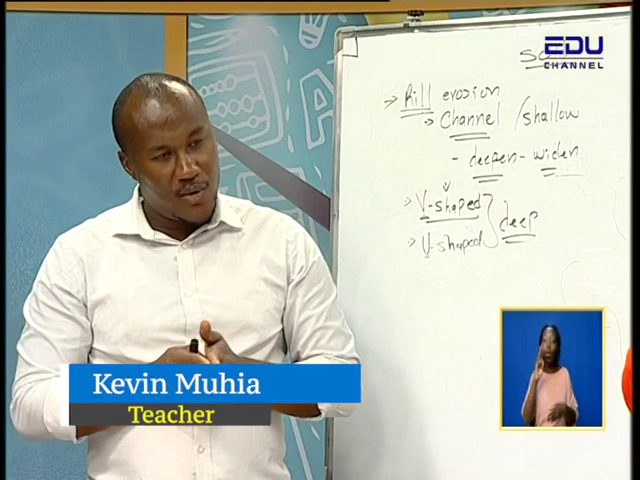 EDU
CHANNEL
Rill erosion
Channel / shallow
- deepen - widen
V-shaped
deep
V-shaped
Kevin Muhia
Teacher